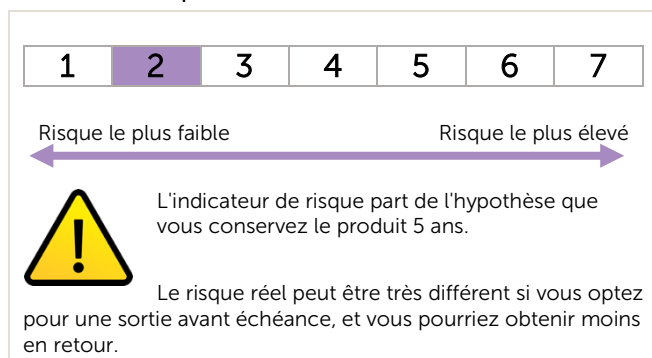 1 2 3 4 5 6 7
Risque le plus faible Risque le plus élevé
L'indicateur de risque part de l'hypothèse que
vous conservez le produit 5 ans.
Le risque réel peut être très différent si vous optez
pour une sortie avant échéance, et vous pourriez obtenir moins
en retour.